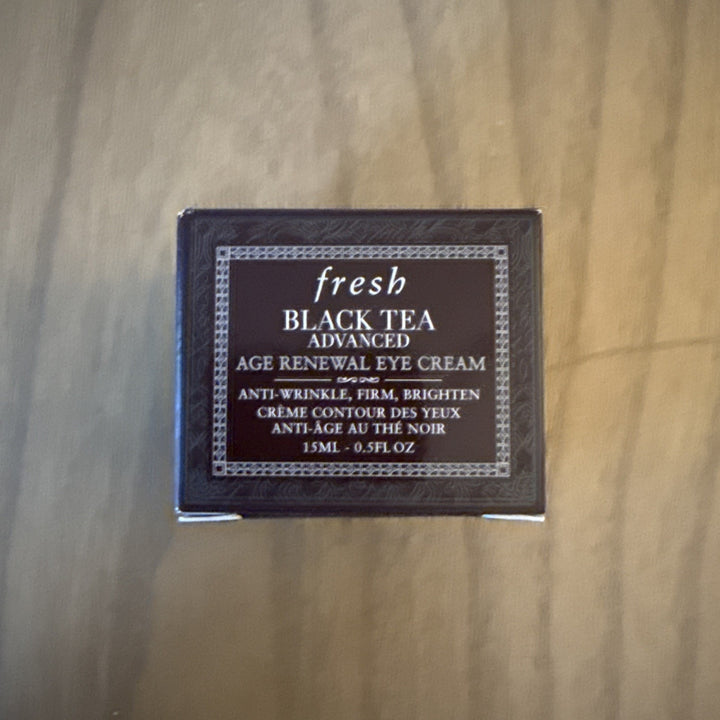 fresh
BLACK TEA
ADVANCED
AGE RENEWAL EYE CREAM
ANTI-WRINKLE, FIRM, BRIGHTEN
CRÈME CONTOUR DES YEUX
ANTI-ÂGE AU THÉ NOIR
15ML - 0.5FL OZ